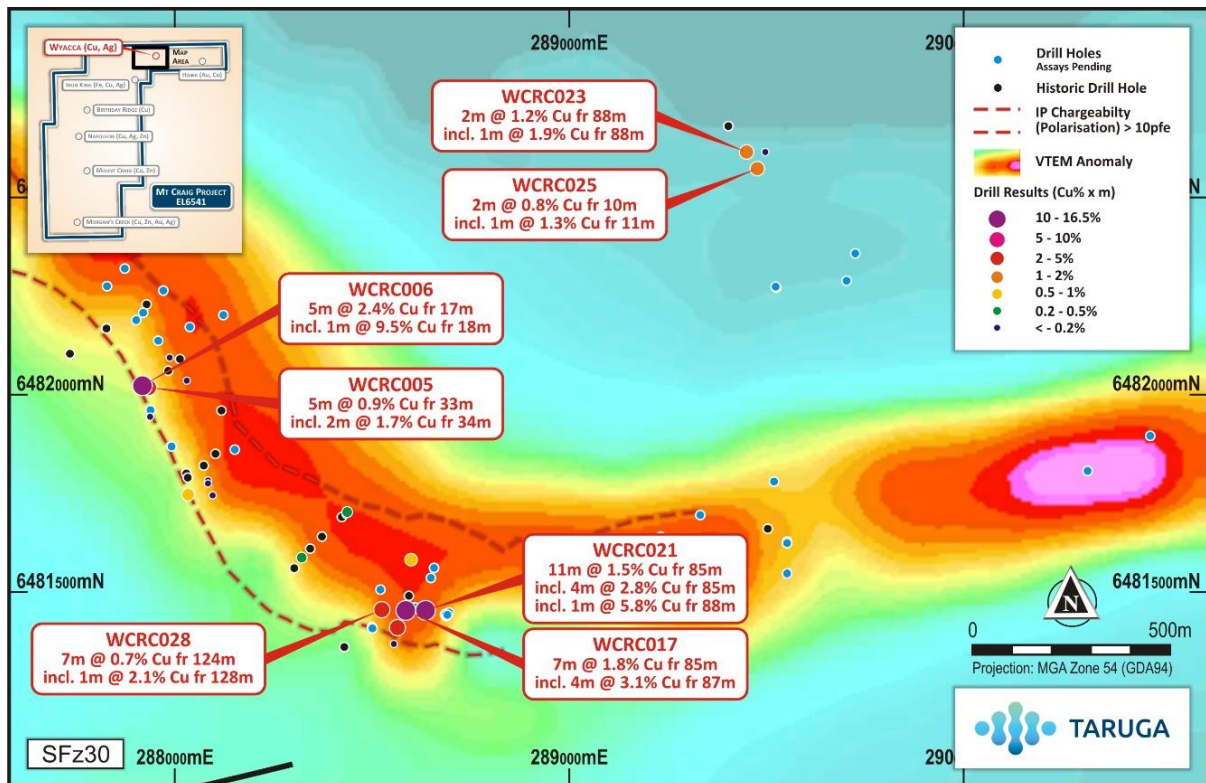 289000mE
290
WYACCA (Cu, Ag)
MAP
AREA
HAWK (Au, Co)
IRON KING (Fe, Cu, Ag)
BIRTHDAY RIDGE (Cu)
NAPOLEON (Cu, Ag, Zn)
MOUNT CRAIG (Cu, Zn)
MT CRAIG PROJECT
EL6541
MORGAN'S CREEK (Cu, Zn, Au, Ag)
WCRC023
2m @ 1.2% Cu fr 88m
incl. 1m @ 1.9% Cu fr 88m
WCRC025
2m @ 0.8% Cu fr 10m
incl. 1m @ 1.3% Cu fr 11m
Drill Holes
Assays Pending
Historic Drill Hole
IP Chargeabilty
(Polarisation) > 10pfe
VTEM Anomaly
Drill Results (Cu% x m)
10 - 16.5%
5 - 10%
2 - 5%
1 - 2%
0.5 - 1%
0.2 - 0.5%
< - 0.2%
6
N
WCRC006
5m @ 2.4% Cu fr 17m
incl. 1m @ 9.5% Cu fr 18m
WCRC005
5m @ 0.9% Cu fr 33m
incl. 2m @ 1.7% Cu fr 34m
6482000mN
6482000mN
6481500mN
6481500mN
WCRC021
11m @ 1.5% Cu fr 85m
incl. 4m @ 2.8% Cu fr 85m
incl. 1m @ 5.8% Cu fr 88m
WCRC028
7m @ 0.7% Cu fr 124m
incl. 1m @ 2.1% Cu fr 128m
WCRC017
7m @ 1.8% Cu fr 85m
incl. 4m @ 3.1% Cu fr 87m
N
0 500m
Projection: MGA Zone 54 (GDA94)
TARUGA
SFz30
288000mE
289000mE
290